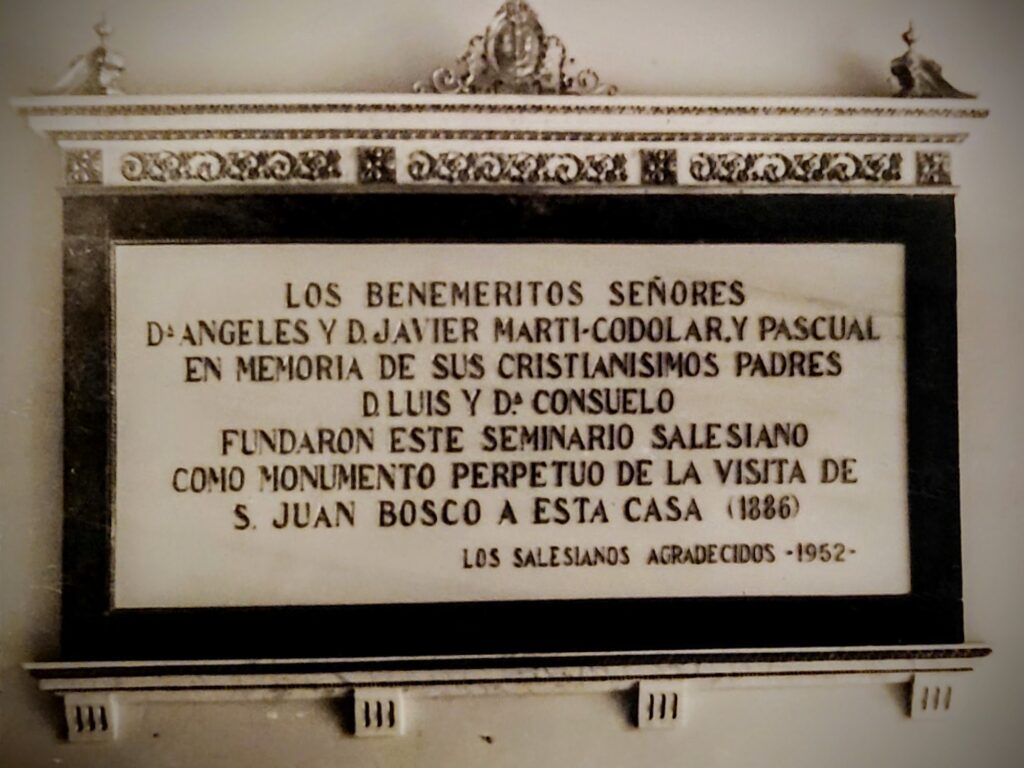 LOS BENEMERITOS SEÑORES
Dª ANGELES Y D. JAVIER MARTI-CODOLAR. Y PASCUAL
EN MEMORIA DE SUS CRISTIANISIMOS PADRES
D. LUIS Y Dª CONSUELO
FUNDARON ESTE SEMINARIO SALESIANO
COMO MONUMENTO PERPETUO DE LA VISITA DE
S. JUAN BOSCO A ESTA CASA (1886)
LOS SALESIANOS AGRADECIDOS -1952-